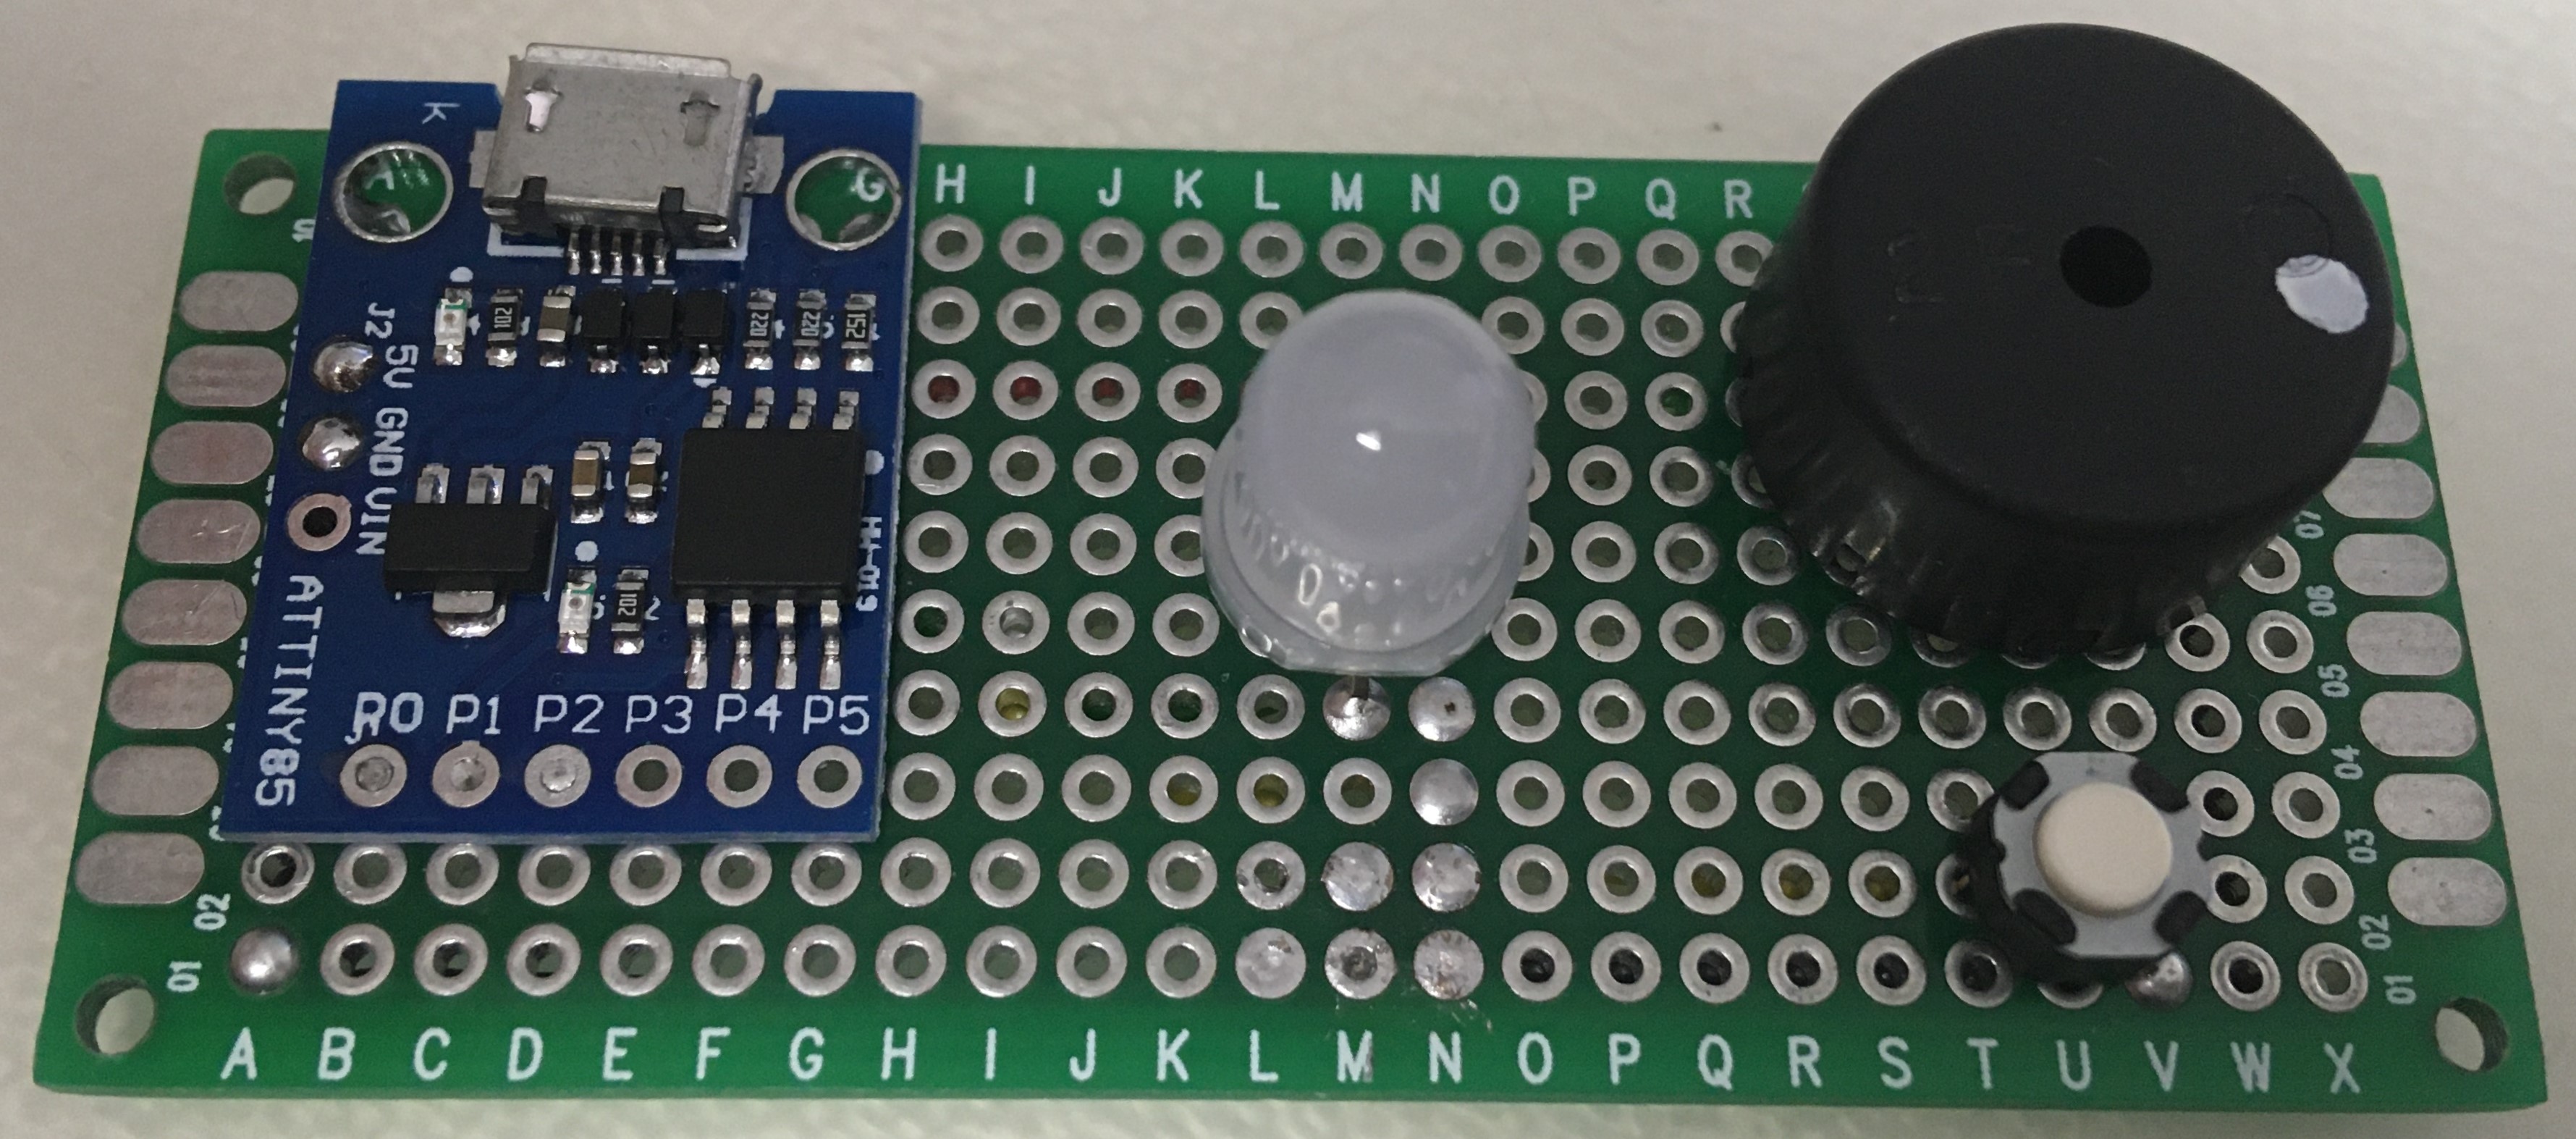 K
A G H I J K L M N O P Q R
10
J2
102 220 220 152
5V GND VIN
H-019
102
ATTINY85
P0 P1 P2 P3 P4 P5
07
06
05
04
03
02 02
01 01
A B C D E F G H I J K L M N O P Q R S T U V W X